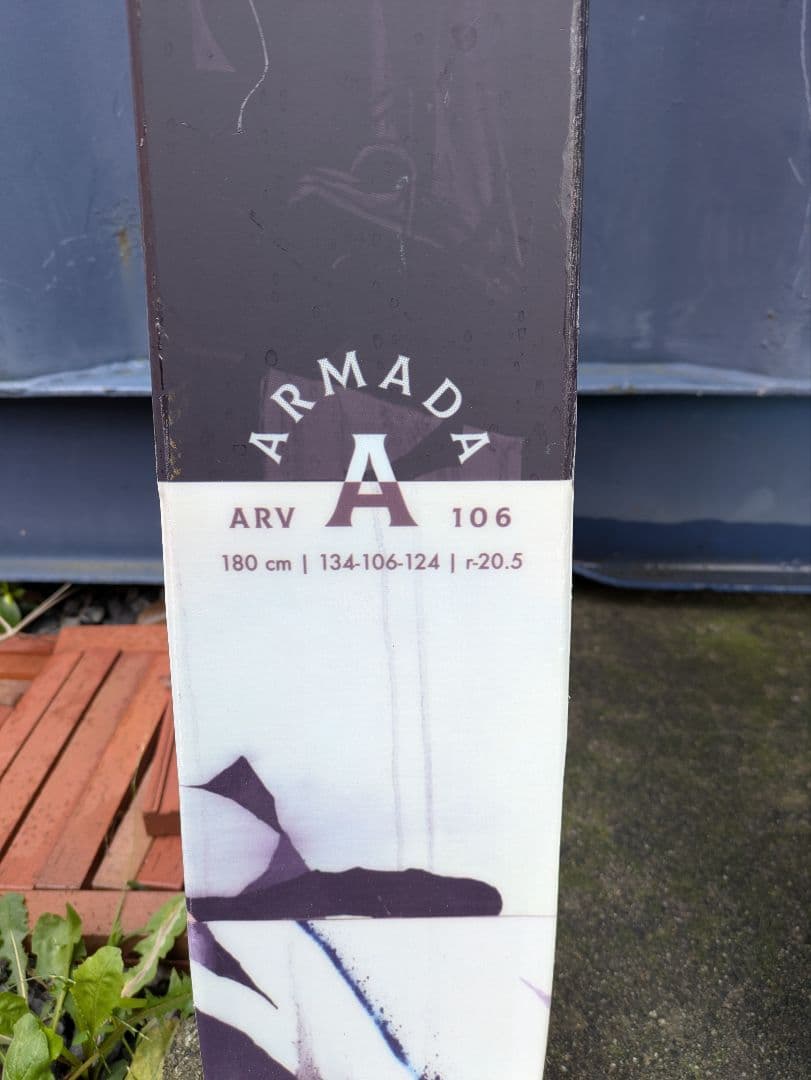 ARMADA
A
ARV 106
180 cm | 134-106-124 | r-20.5